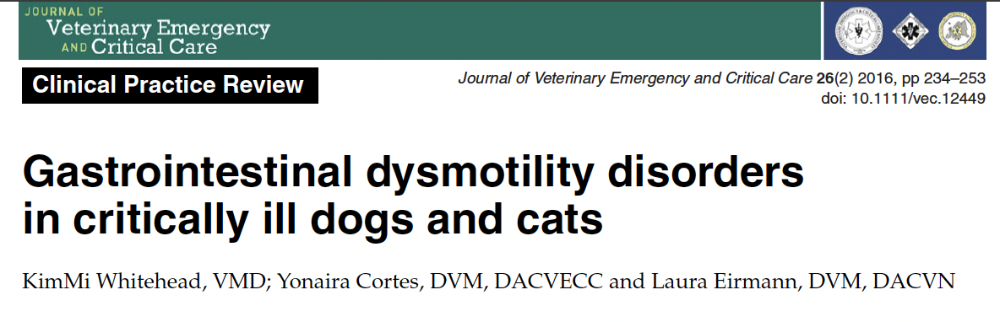 JOURNAL OF
Veterinary Emergency
AND Critical Care
Clinical Practice Review
Journal of Veterinary Emergency and Critical Care 26(2) 2016, pp 234–253
doi: 10.1111/vec.12449
Gastrointestinal dysmotility disorders
in critically ill dogs and cats
KimMi Whitehead, VMD; Yonaira Cortes, DVM, DACVECC and Laura Eirmann, DVM, DACVN